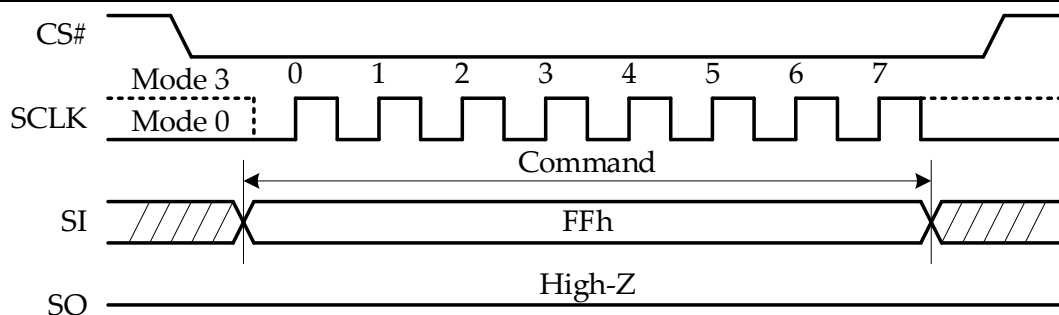 CS#
Mode 3
0 1 2 3 4 5 6 7
SCLK
Mode 0
Command
SI
FFh
High-Z
SO